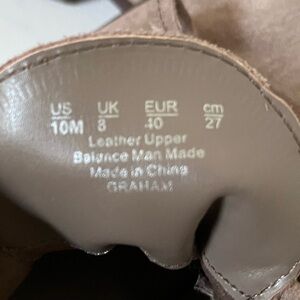 US UK EUR cm
10M 8 40 27
Leather Upper
Balance Man Made
Made in China
GRAHAM